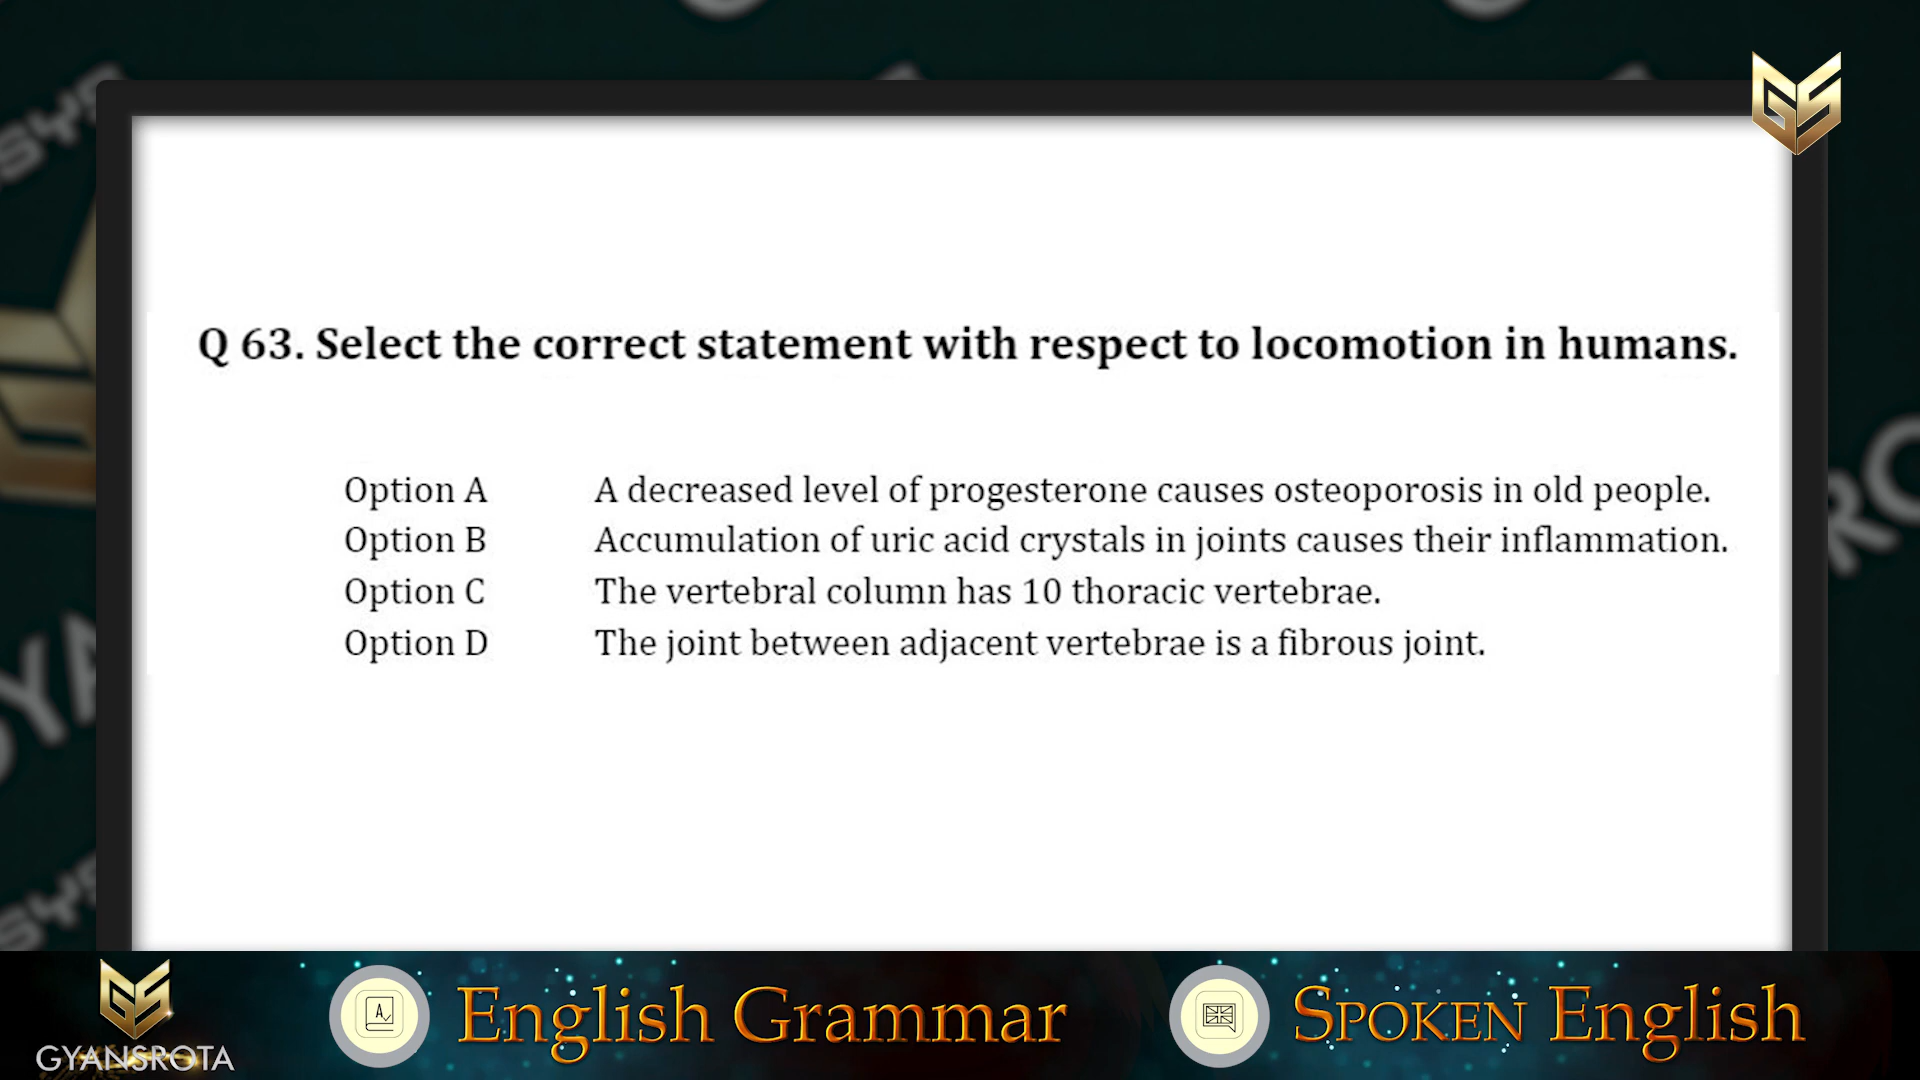 Q 63. Select the correct statement with respect to locomotion in humans.
Option A A decreased level of progesterone causes osteoporosis in old people.
Option B Accumulation of uric acid crystals in joints causes their inflammation.
Option C The vertebral column has 10 thoracic vertebrae.
Option D The joint between adjacent vertebrae is a fibrous joint.
GYANSROTA
English Grammar
SPOKEN English